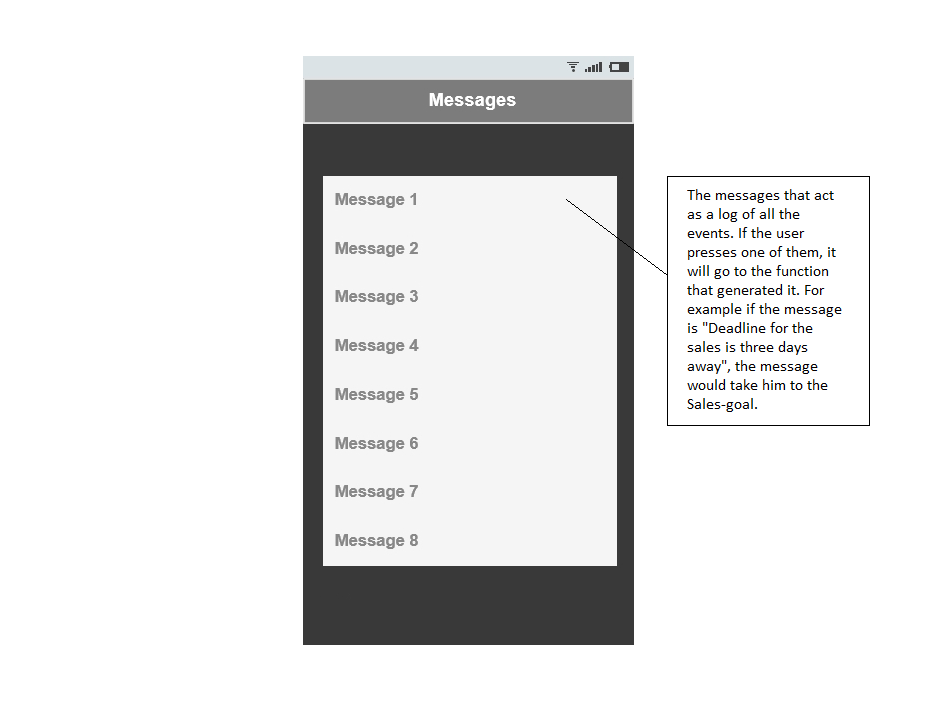 Messages
Message 1
Message 2
Message 3
Message 4
Message 5
Message 6
Message 7
Message 8
The messages that act
as a log of all the
events. If the user
presses one of them, it
will go to the function
that generated it. For
example if the message
is "Deadline for the
sales is three days
away", the message
would take him to the
Sales-goal.